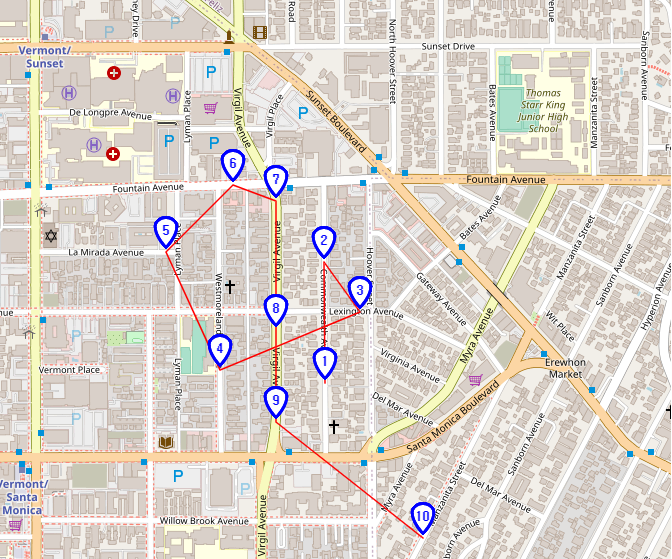 Road
North Hoover Street
Sunset Drive
Avenue
Sanborn Avenue
Vermont/
Sunset
Sunset Boulevard
Bates Avenue
Thomas
Starr King
Junior High
School
Manzanita Street
De Longpre Avenue
Lyman Place
Virgil Avenue
Virgil Place
P
P
P
P
P
H
H
Fountain Avenue
6
7
Fountain Avenue
5
La Mirada Avenue
Lyman Place
Virgil Avenue
2
Bates Avenue
Manzanita Street
Sanborn Avenue
Hyperion Avenue
Gateway Avenue
Westmoreland
3
8
Lexington Avenue
Myra Avenue
Wit Place
4
1
Virginia Avenue
Vermont Place
Lyman Place
Erewhon
Market
9
Del Mar Avenue
Santa Monica Boulevard
Sanborn Avenue
Vermont/
Santa
Monica
P
P
Myra Avenue
Manzanita Street
Del Mar Avenue
10
Willow Brook Avenue
Virgil Avenue